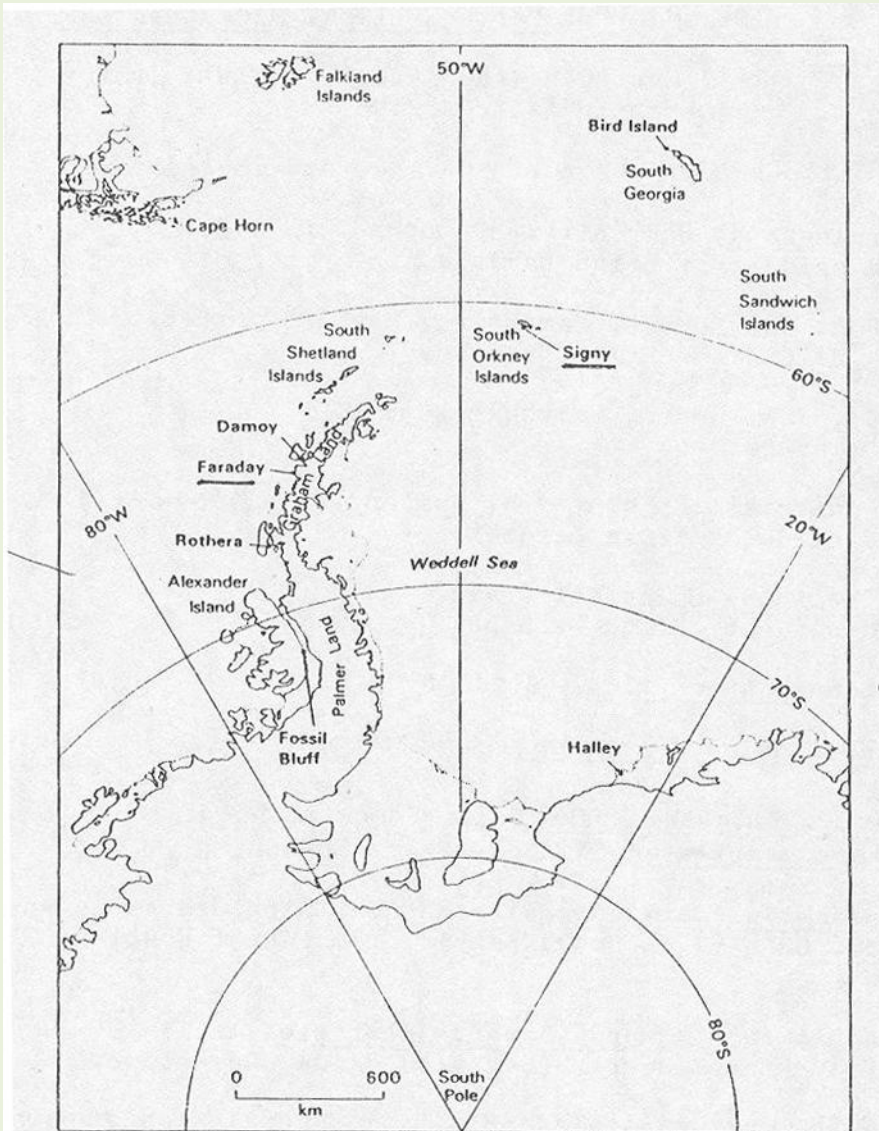 50°W
Falkland
Islands
Bird Island
South
Georgia
Cape Horn
South
Sandwich
Islands
South
Shetland
Islands
South
Orkney
Islands
Signy
60°S
Damoy
Graham Land
Faraday
80°W
20°W
Rothera
Weddell Sea
Alexander
Island
Palmer Land
70°S
Fossil
Bluff
Halley
80°S
0 600
km
South
Pole